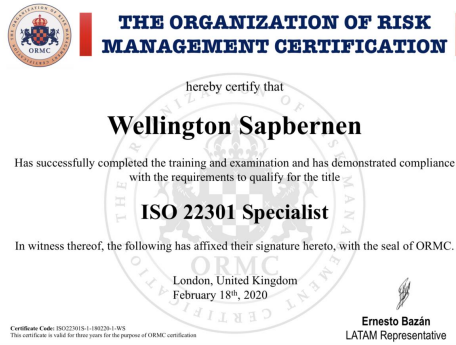 THE ORGANIZATION OF RISK
MANAGEMENT CERTIFICATION
ORMC
hereby certify that
Wellington Sapbernen
Has successfully completed the training and examination and has demonstrated compliance
with the requirements to qualify for the title
ISO 22301 Specialist
In witness thereof, the following has affixed their signature hereto, with the seal of ORMC.
ORMC
London, United Kingdom
February 18th, 2020
Ernesto Bazán
LATAM Representative
Certificate Code: ISO22301S-1-180220-1-WS
This certificate is valid for three years for the purpose of ORMC certification